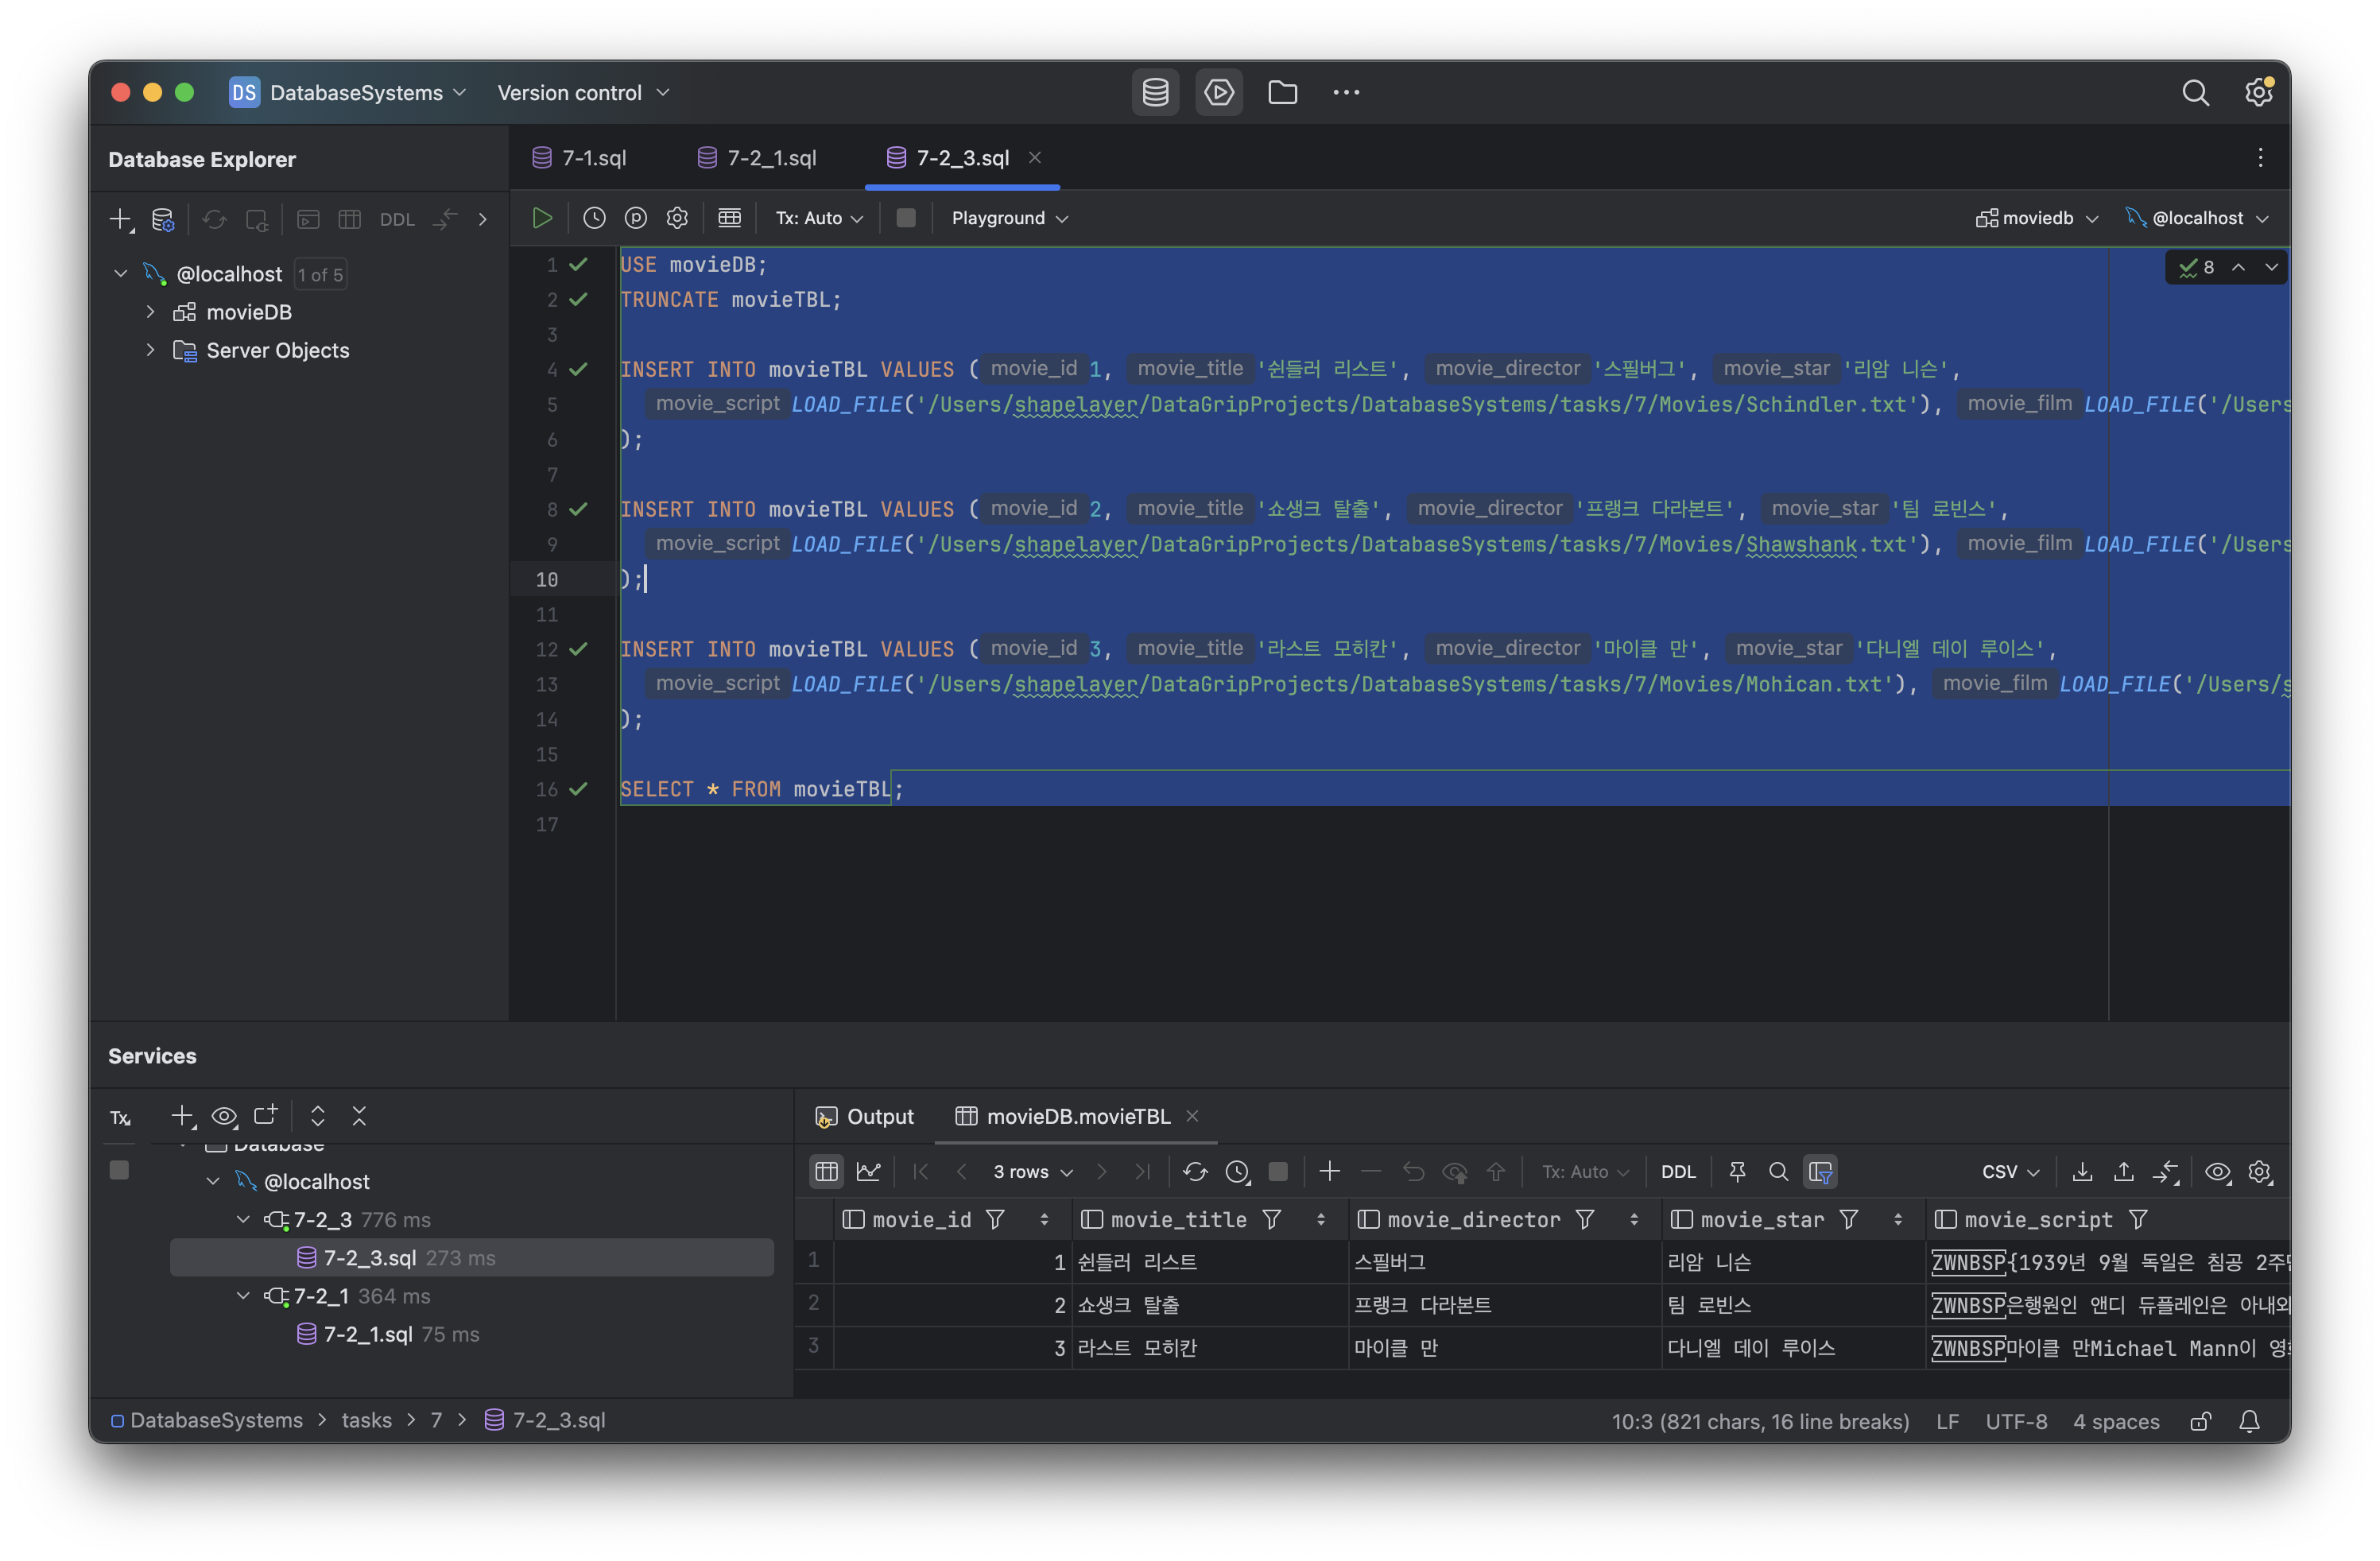 DS DatabaseSystems Version control
Database Explorer
7-1.sql 7-2_1.sql 7-2_3.sql
DDL
Tx: Auto Playground moviedb @localhost
@localhost 1 of 5
movieDB
Server Objects
8
1 USE movieDB;
2 TRUNCATE movieTBL;
3
4 INSERT INTO movieTBL VALUES ( movie_id 1, movie_title '쉰들러 리스트', movie_director '스필버그', movie_star '리암 니슨',
5 movie_script LOAD_FILE('/Users/shapelayer/DataGripProjects/DatabaseSystems/tasks/7/Movies/Schindler.txt'), movie_film LOAD_FILE('/Users
6 );
7
8 INSERT INTO movieTBL VALUES ( movie_id 2, movie_title '쇼생크 탈출', movie_director '프랭크 다라본트', movie_star '팀 로빈스',
9 movie_script LOAD_FILE('/Users/shapelayer/DataGripProjects/DatabaseSystems/tasks/7/Movies/Shawshank.txt'), movie_film LOAD_FILE('/Users
10 );
11
12 INSERT INTO movieTBL VALUES ( movie_id 3, movie_title '라스트 모히칸', movie_director '마이클 만', movie_star '다니엘 데이 루이스',
13 movie_script LOAD_FILE('/Users/shapelayer/DataGripProjects/DatabaseSystems/tasks/7/Movies/Mohican.txt'), movie_film LOAD_FILE('/Users/s
14 );
15
16 SELECT * FROM movieTBL;
17
Services
Tx
Database
@localhost
7-2_3 776 ms
7-2_3.sql 273 ms
7-2_1 364 ms
7-2_1.sql 75 ms
Output movieDB.movieTBL
3 rows Tx: Auto DDL CSV
movie_id movie_title movie_director movie_star movie_script
1 1 쉰들러 리스트 스필버그 리암 니슨 ZWNBSP{1939년 9월 독일은 침공 2주만
2 2 쇼생크 탈출 프랭크 다라본트 팀 로빈스 ZWNBSP은행원인 앤디 듀플레인은 아내와
3 3 라스트 모히칸 마이클 만 다니엘 데이 루이스 ZWNBSP마이클 만Michael Mann이 영화
DatabaseSystems tasks 7 7-2_3.sql
10:3 (821 chars, 16 line breaks) LF UTF-8 4 spaces